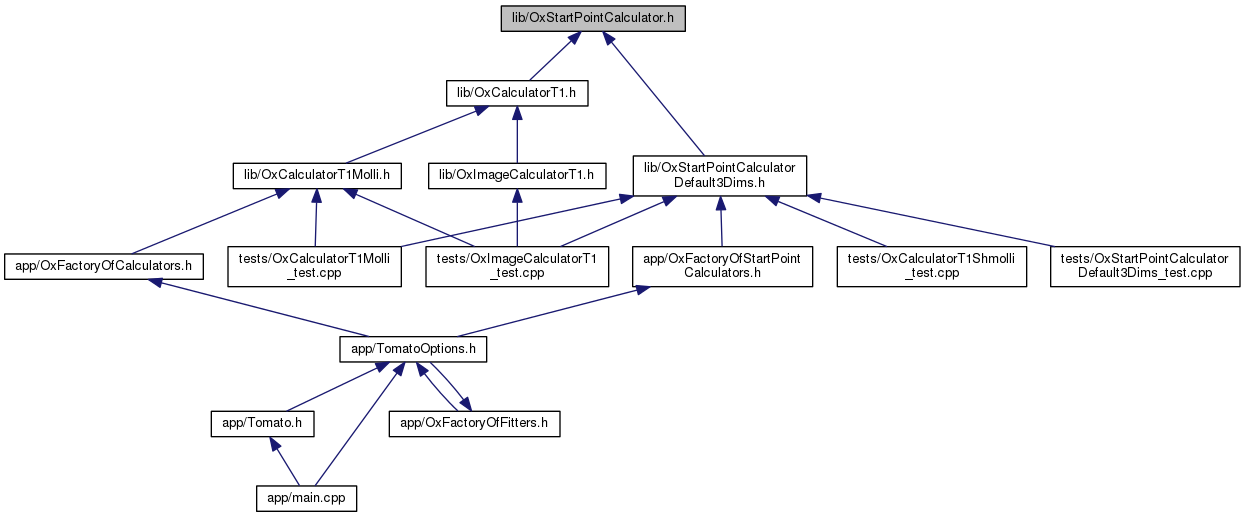 lib/OxStartPointCalculator.h
lib/OxCalculatorT1.h
lib/OxCalculatorT1Molli.h
lib/OxImageCalculatorT1.h
lib/OxStartPointCalculator
Default3Dims.h
app/OxFactoryOfCalculators.h
tests/OxCalculatorT1Molli
_test.cpp
tests/OxImageCalculatorT1
_test.cpp
app/OxFactoryOfStartPoint
Calculators.h
tests/OxCalculatorT1Shmolli
_test.cpp
tests/OxStartPointCalculator
Default3Dims_test.cpp
app/TomatoOptions.h
app/Tomato.h
app/OxFactoryOfFitters.h
app/main.cpp